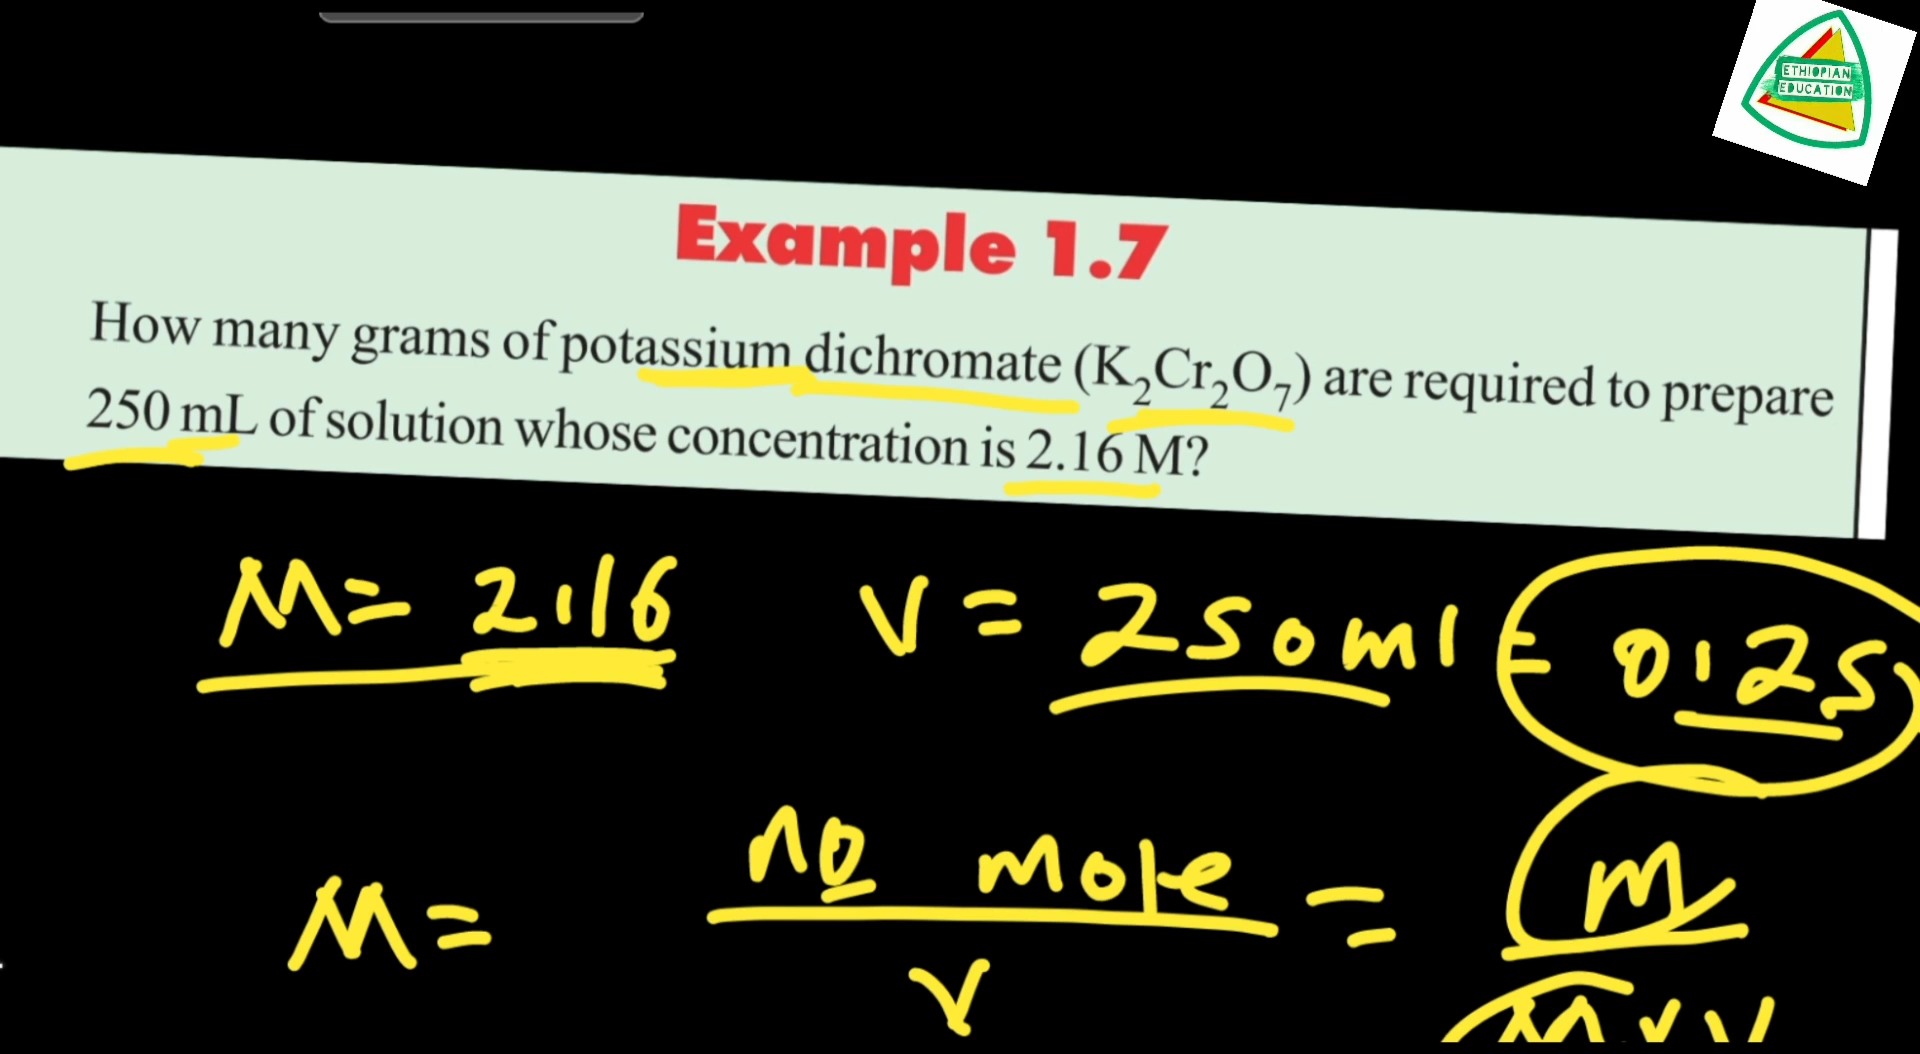 ETHIOPIAN
EDUCATION
Example 1.7
How many grams of potassium dichromate (K₂Cr₂O₇) are required to prepare
250 mL of solution whose concentration is 2.16 M?
M = 2.16 V = 250ml = 0.25
M = no mole = m
V